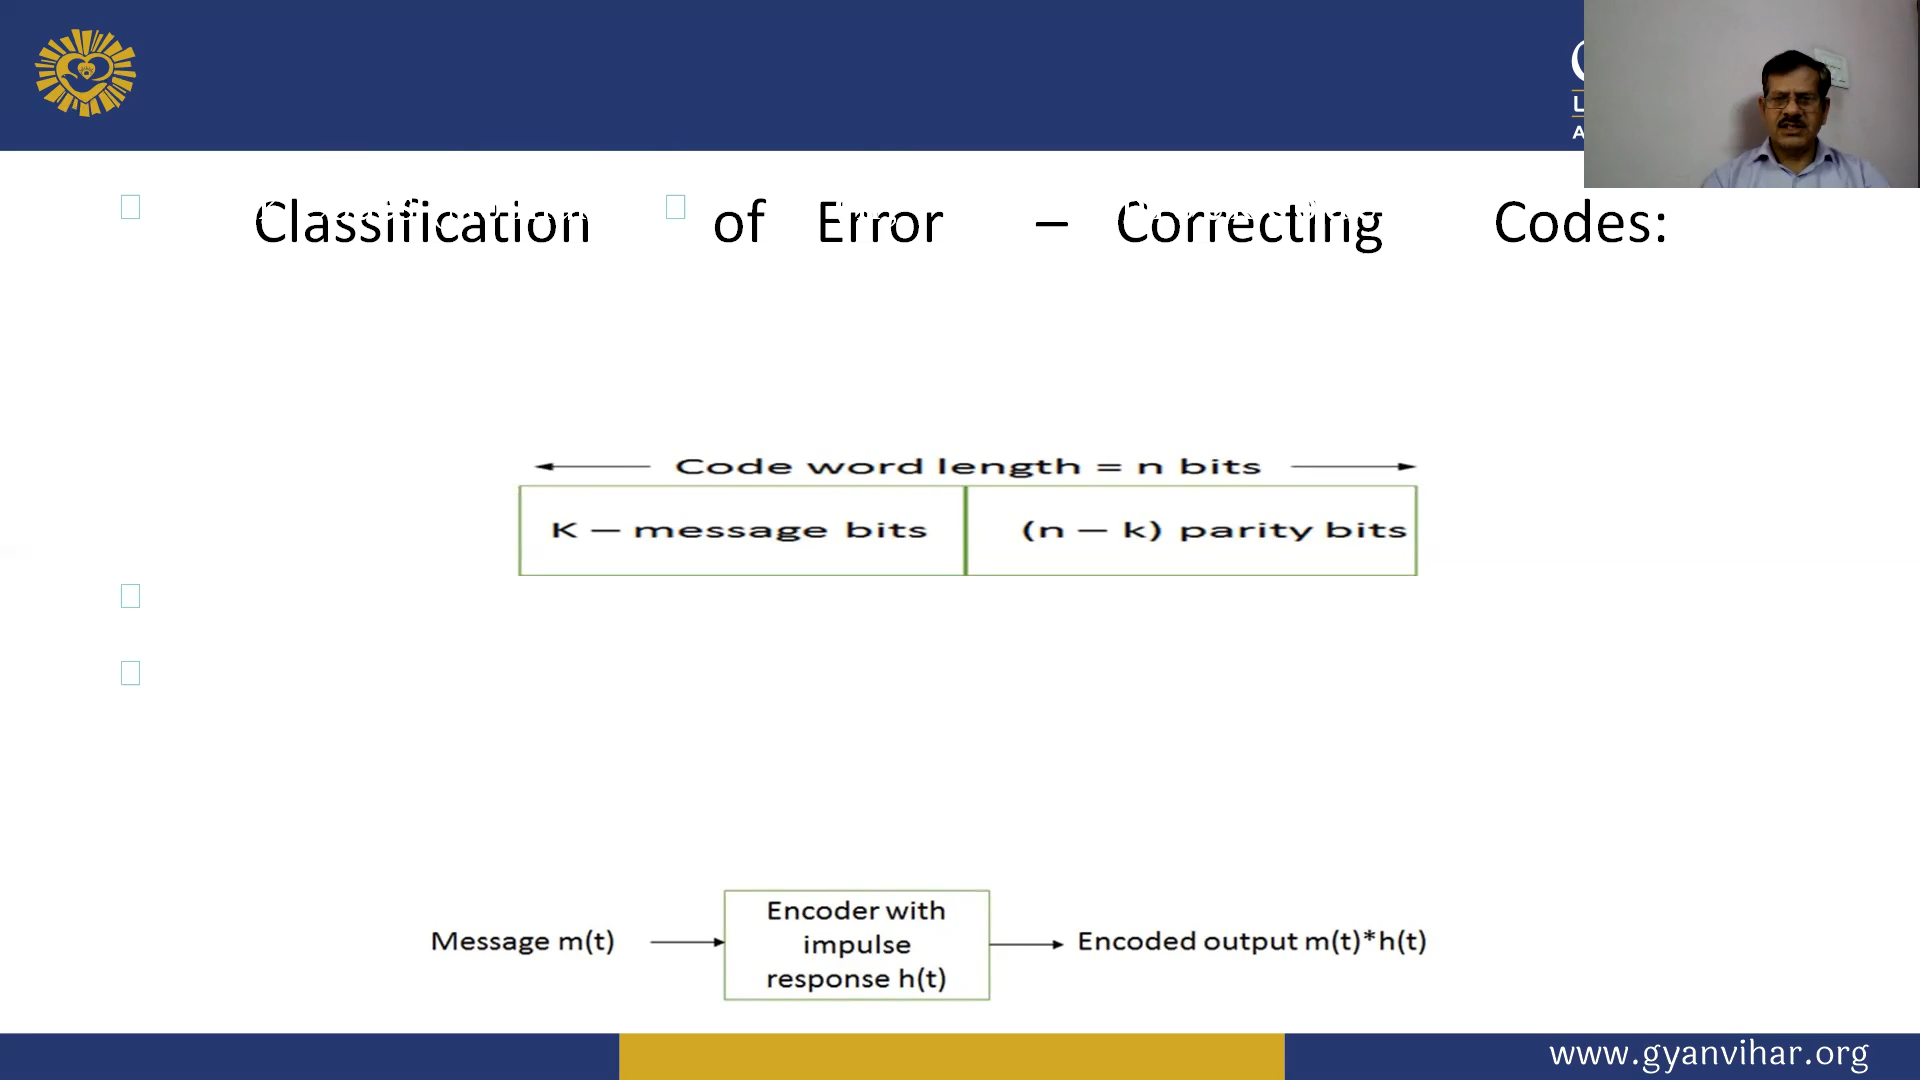 Classification of Error – Correcting Codes:
Code word length = n bits
K – message bits
(n – k) parity bits
Message m(t)
Encoder with
impulse
response h(t)
Encoded output m(t)*h(t)
www.gyanvihar.org